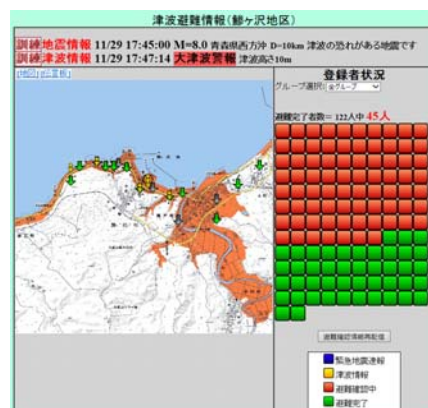 津波避難情報(鰺ヶ沢地区)
訓練地震情報 11/29 17:45:00 M=8.0 青森県西方沖 D=10km 津波の恐れがある地震です
訓練津波情報 11/29 17:47:14 大津波警報 津波高さ10m
[地図] [伝言板]
登録者状況
グループ選択: 全グループ
避難完了者数= 122人中 45人
避難確認情報再配信
緊急地震速報
津波情報
避難確認中
避難完了